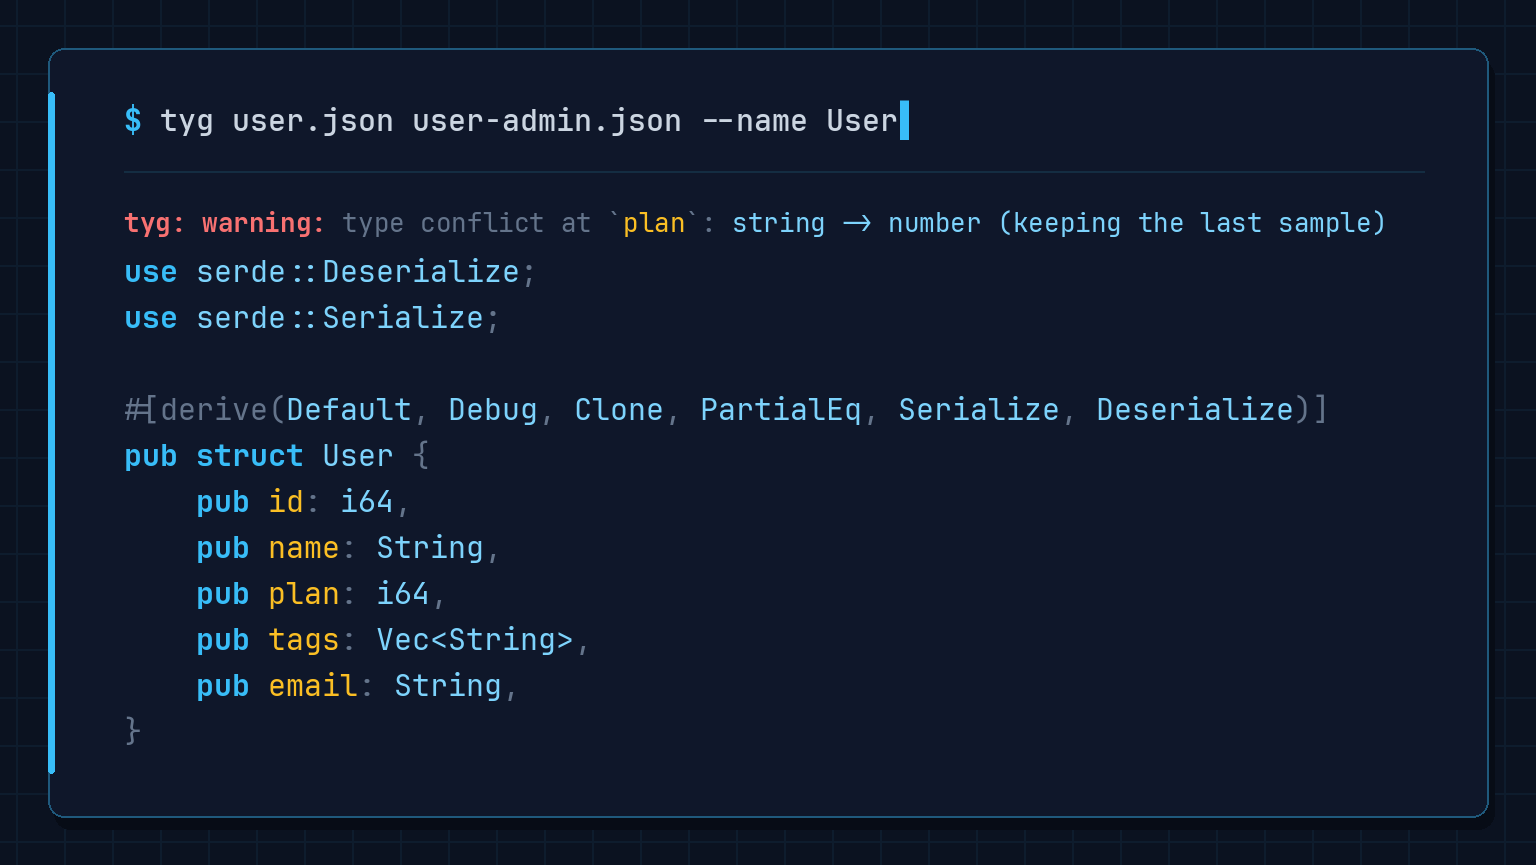 $ tyg user.json user-admin.json --name User
tyg: warning: type conflict at `plan`: string -> number (keeping the last sample)
use serde::Deserialize;
use serde::Serialize;
#[derive(Default, Debug, Clone, PartialEq, Serialize, Deserialize)]
pub struct User {
    pub id: i64,
    pub name: String,
    pub plan: i64,
    pub tags: Vec<String>,
    pub email: String,
}